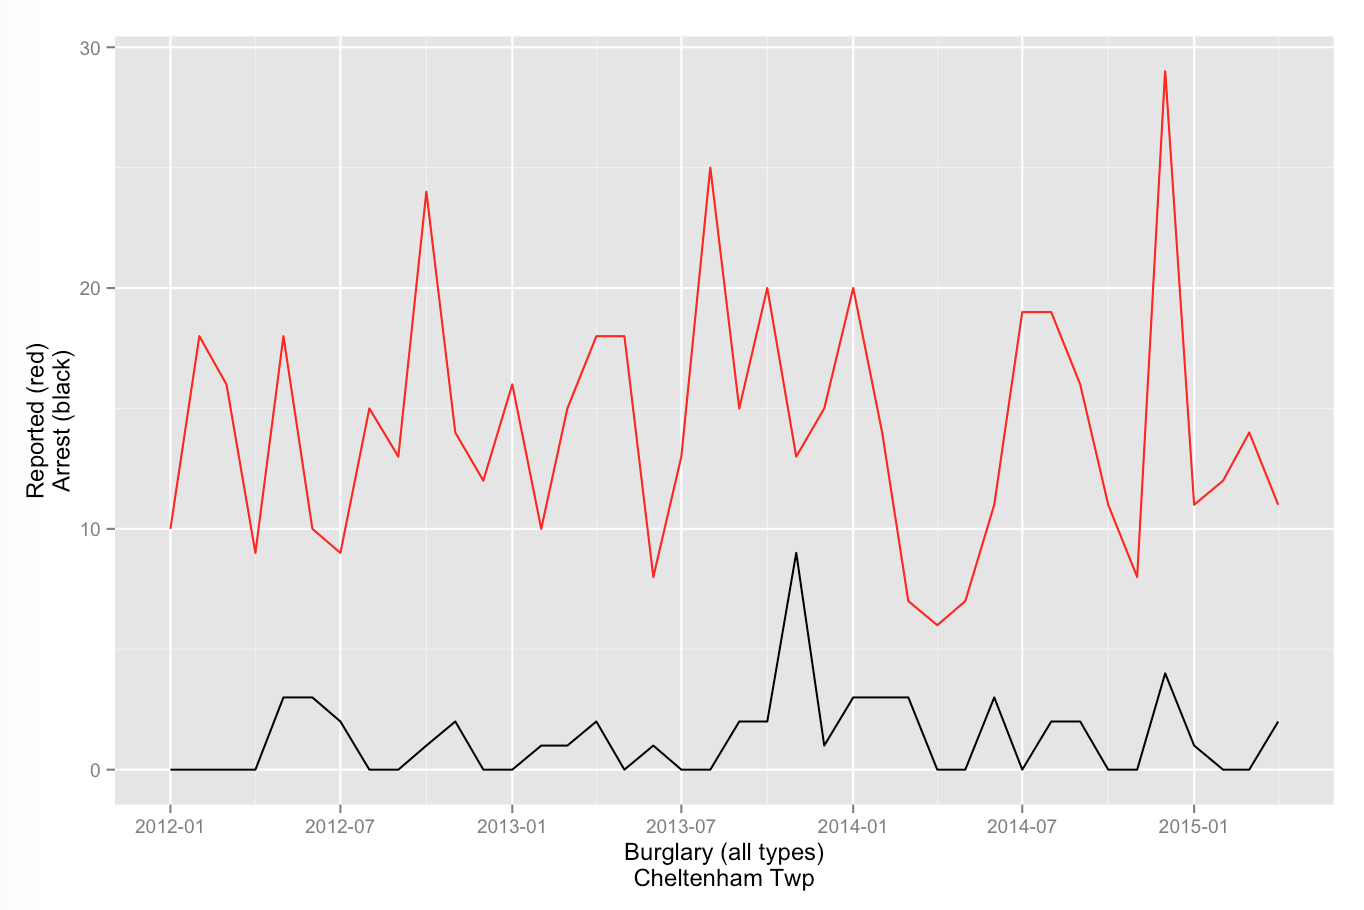 30
20
10
0
Reported (red)
Arrest (black)
2012-01 2012-07 2013-01 2013-07 2014-01 2014-07 2015-01
Burglary (all types)
Cheltenham Twp